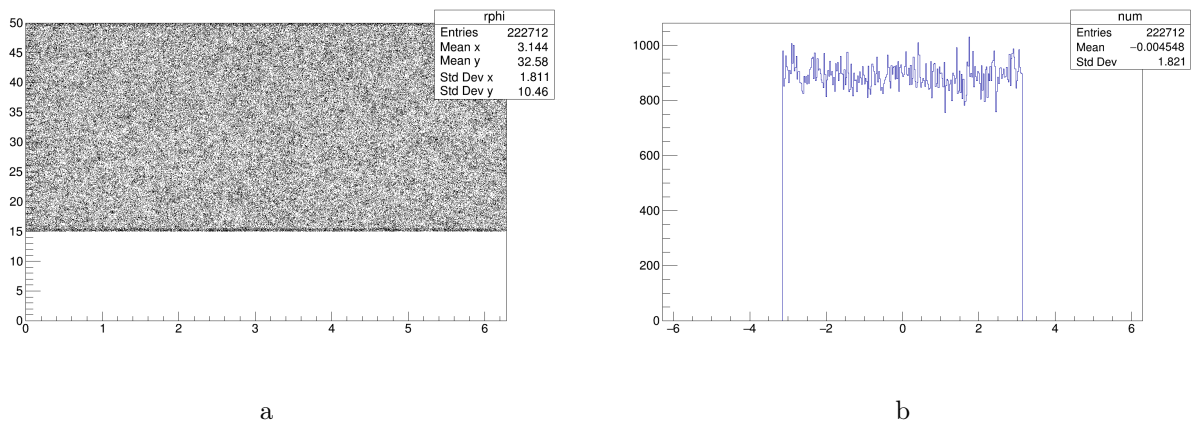 rphi
Entries 222712
Mean x 3.144
Mean y 32.58
Std Dev x 1.811
Std Dev y 10.46
50
45
40
35
30
25
20
15
10
5
0
0 1 2 3 4 5 6
a
num
Entries 222712
Mean −0.004548
Std Dev 1.821
1000
800
600
400
200
0
−6 −4 −2 0 2 4 6
b